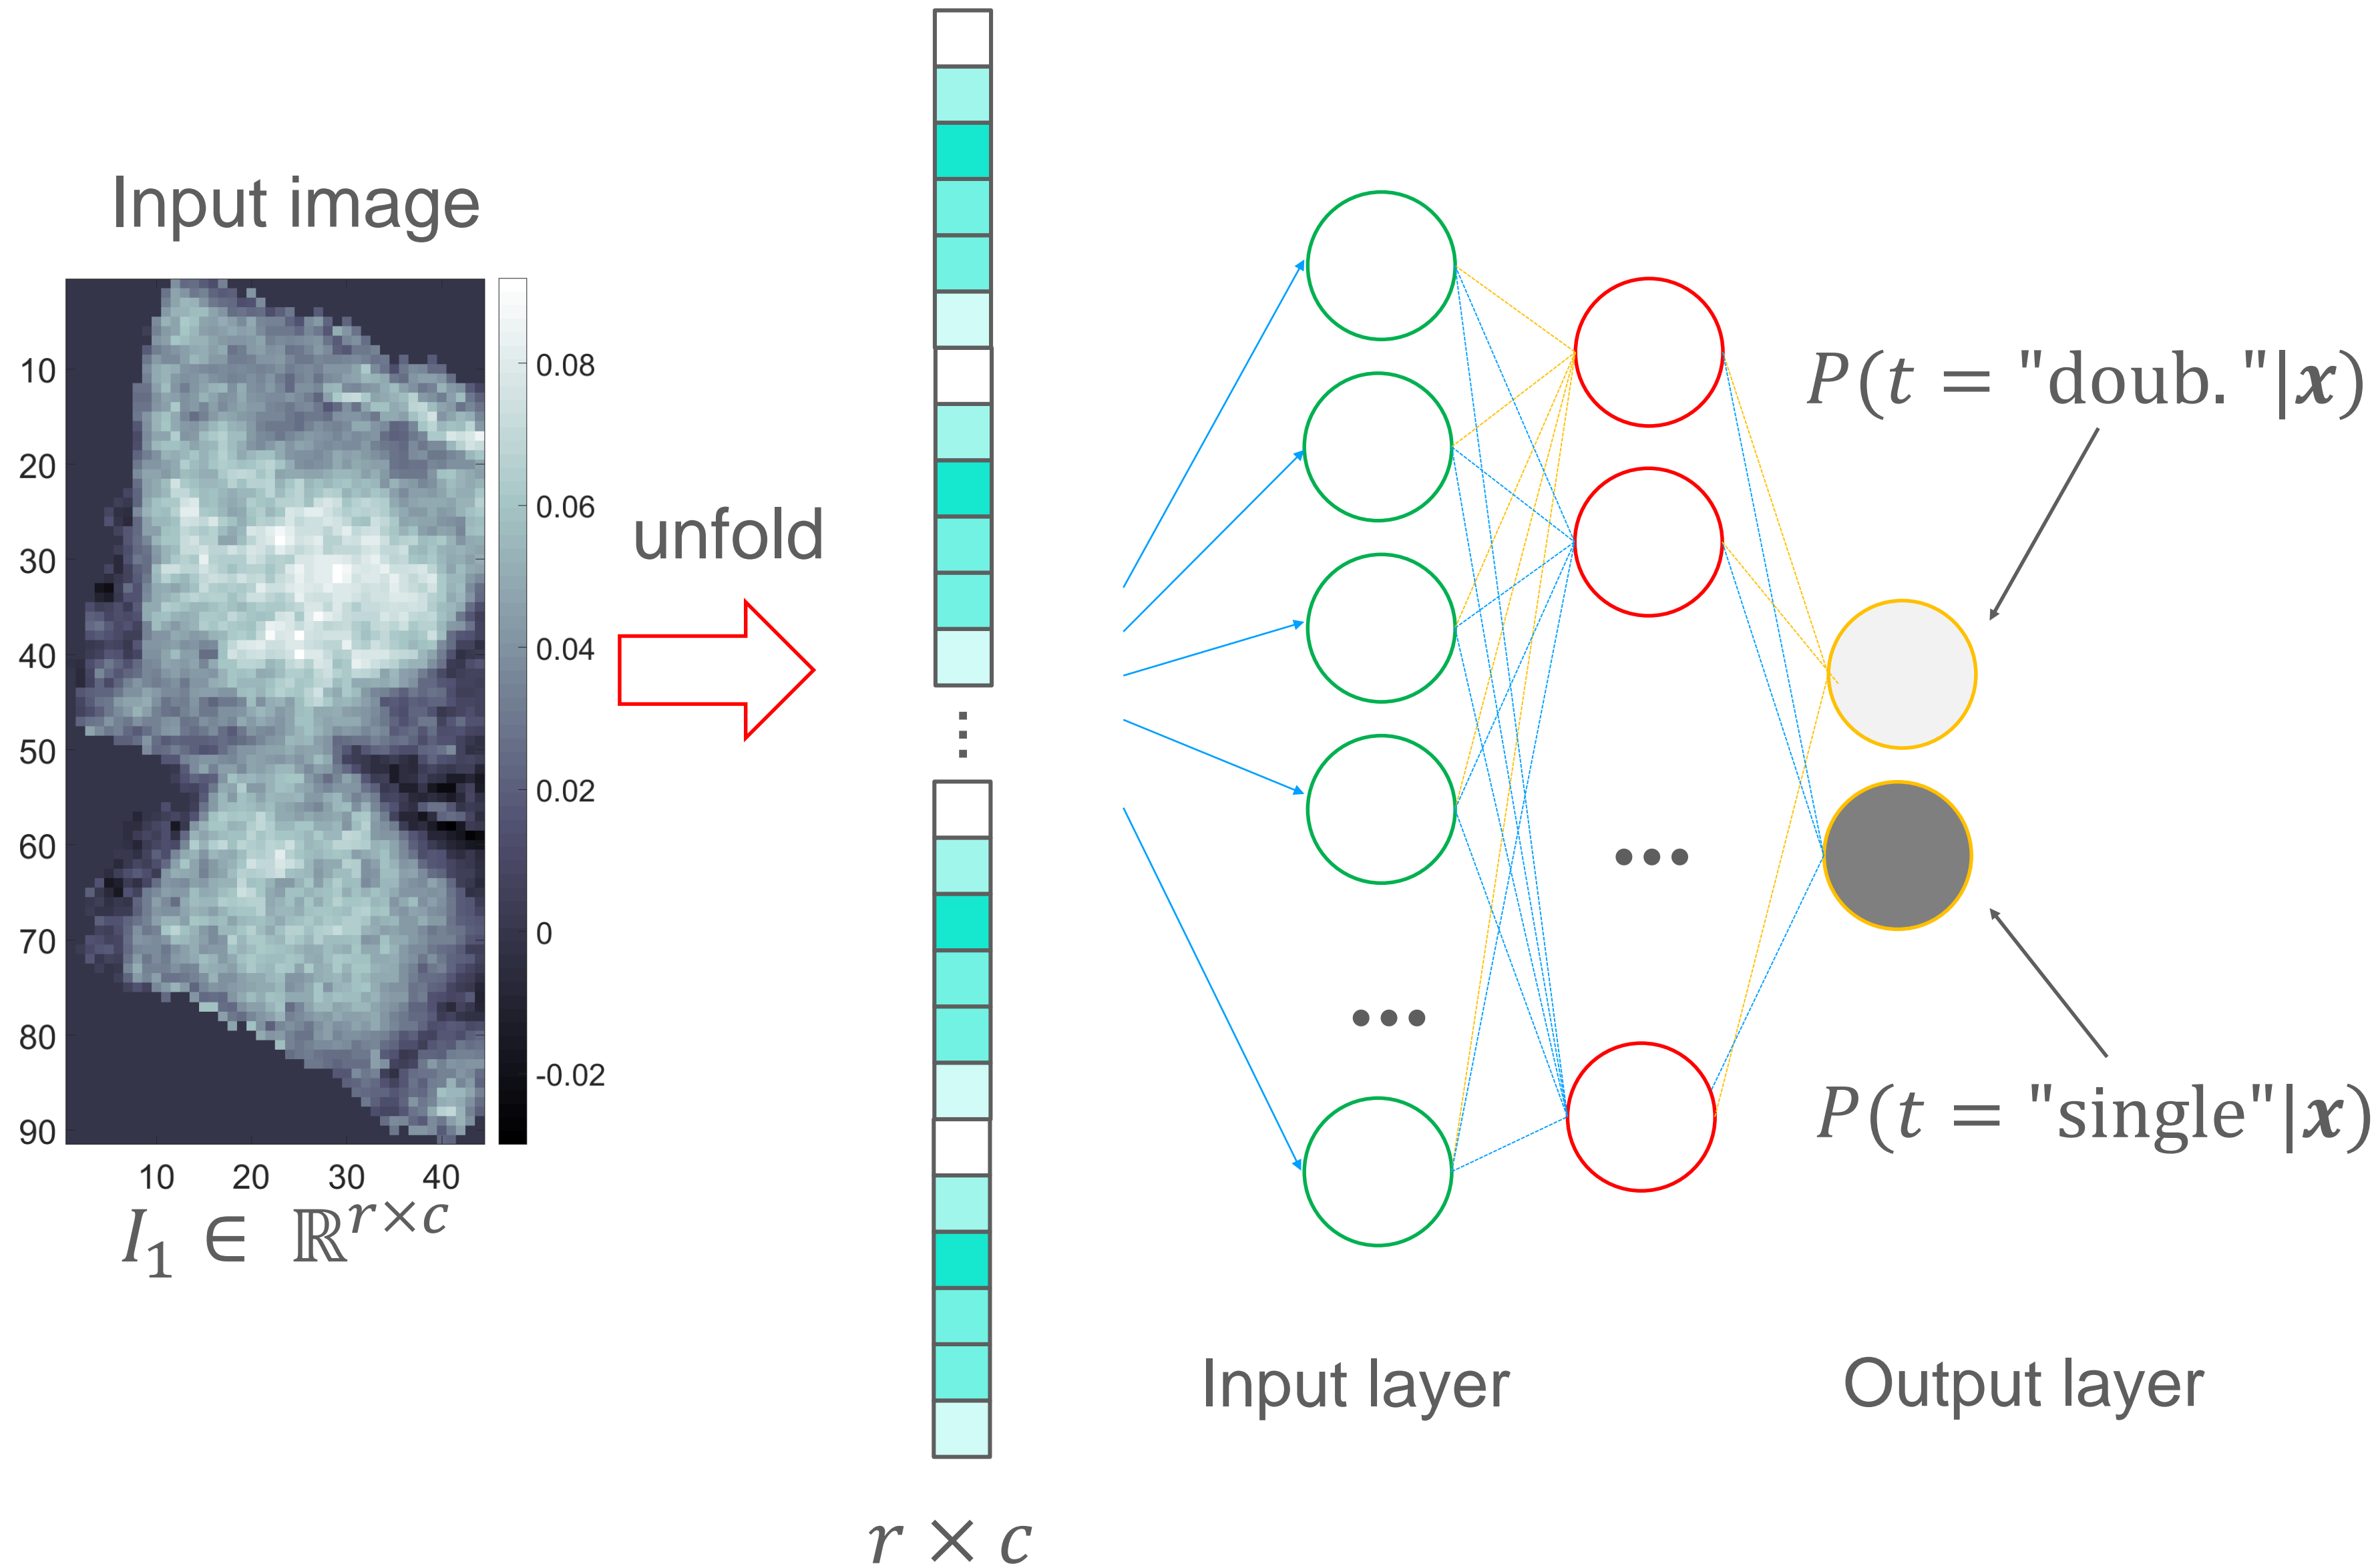 Input image
10
20
30
40
50
60
70
80
90
10 20 30 40
0.08
0.06
0.04
0.02
0
-0.02
I₁ ∈ ℝ^{r×c}
unfold
⋮
r × c
•••
Input layer
•••
P(t = "doub. "|x)
P(t = "single"|x)
Output layer